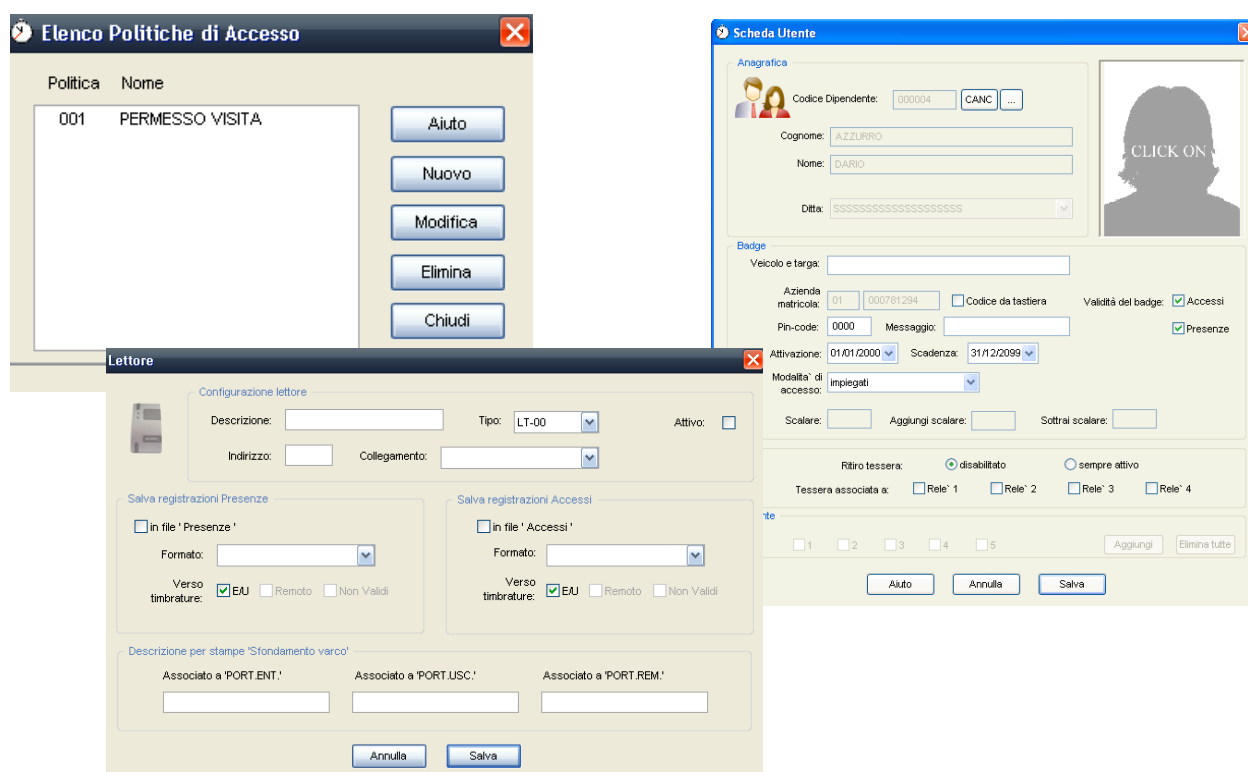 Elenco Politiche di Accesso
Politica Nome
001 PERMESSO VISITA
Aiuto
Nuovo
Modifica
Elimina
Chiudi
Scheda Utente
Anagrafica
Codice Dipendente: 000004 CANC ...
Cognome: AZZURRO
Nome: DARIO
Ditta: SSSSSSSSSSSSSSSSSSSS
CLICK ON
Badge
Veicolo e targa:
Azienda
matricola: 01 000781294 Codice da tastiera Validità del badge: Accessi
Pin-code: 0000 Messaggio: Presenze
Attivazione: 01/01/2000 Scadenza: 31/12/2099
Modalita` di
accesso: impiegati
Scalare: Aggiungi scalare: Sottrai scalare:
Ritiro tessera: disabilitato sempre attivo
Tessera associata a: Rele` 1 Rele` 2 Rele` 3 Rele` 4
1 2 3 4 5 Aggiungi Elimina tutte
Aiuto Annulla Salva
Lettore
Configurazione lettore
Descrizione: Tipo: LT-00 Attivo:
Indirizzo: Collegamento:
Salva registrazioni Presenze
in file ' Presenze '
Formato:
Verso
timbrature: E/U Remoto Non Validi
Salva registrazioni Accessi
in file ' Accessi '
Formato:
Verso
timbrature: E/U Remoto Non Validi
Descrizione per stampe 'Sfondamento varco'
Associato a 'PORT.ENT.' Associato a 'PORT.USC.' Associato a 'PORT.REM.'
Annulla Salva